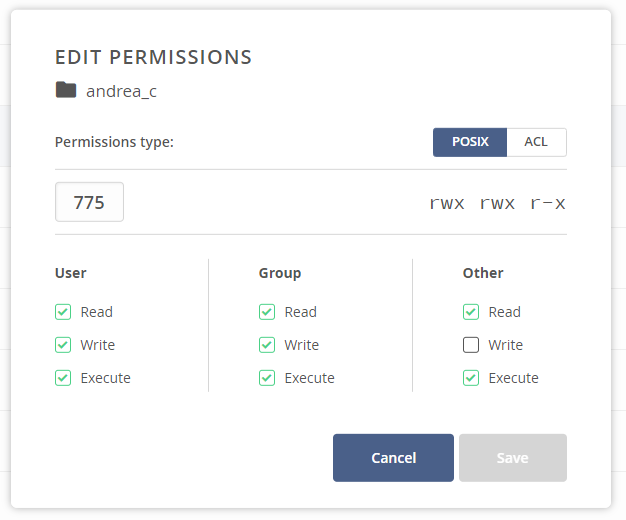 EDIT PERMISSIONS
andrea_c
Permissions type: POSIX ACL
775 rwx rwx r-x
User Group Other
Read Read Read
Write Write Write
Execute Execute Execute
Cancel Save